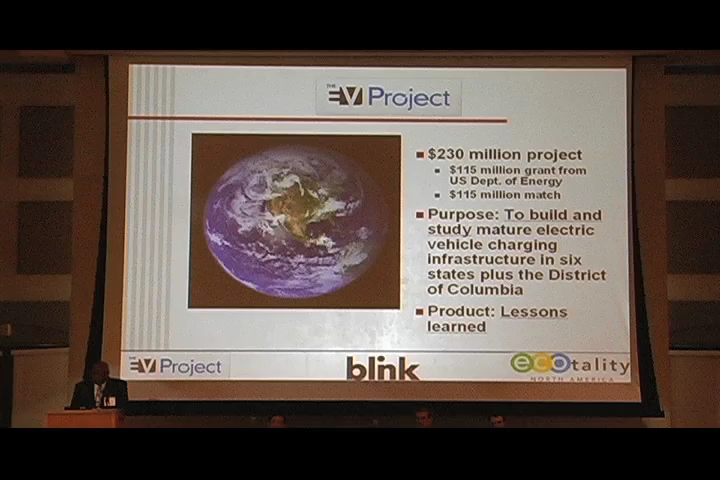 THE
EV Project
$230 million project
$115 million grant from
US Dept. of Energy
$115 million match
Purpose: To build and
study mature electric
vehicle charging
infrastructure in six
states plus the District
of Columbia
Product: Lessons
learned
THE
EV Project
blink
ecotality
NORTH AMERICA